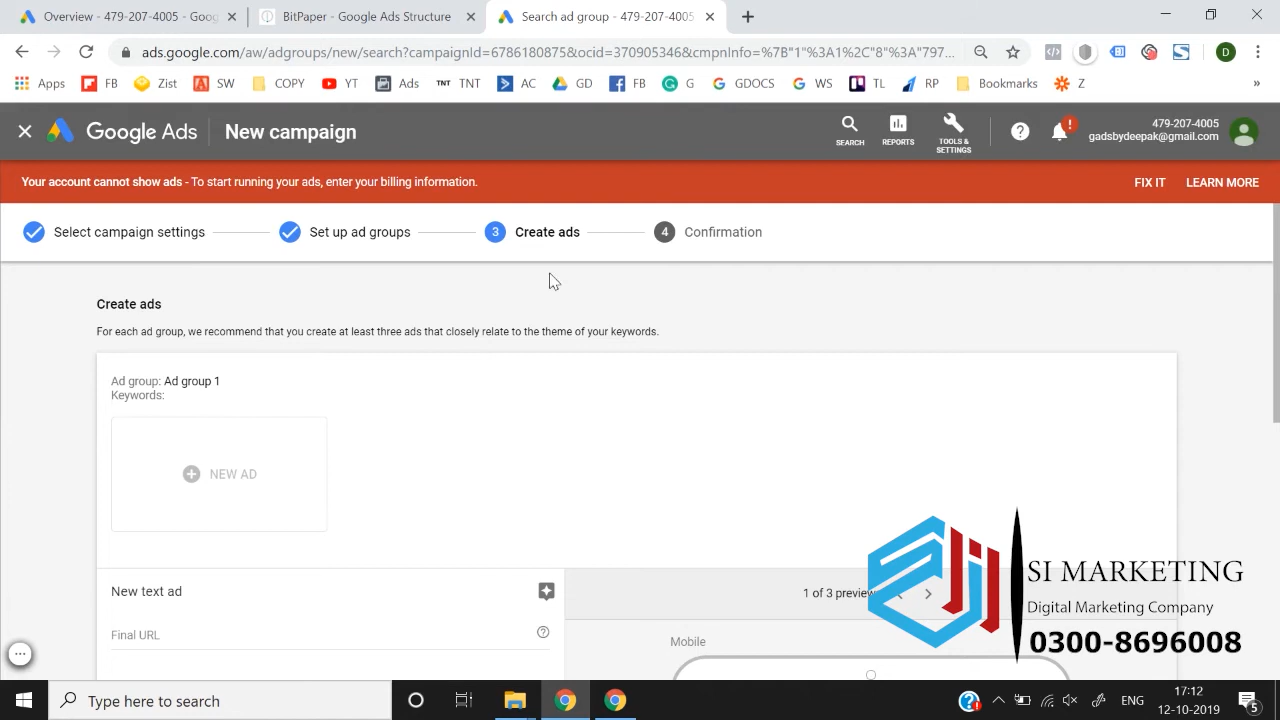 Overview - 479-207-4005 - Goog
BitPaper - Google Ads Structure
Search ad group - 479-207-4005
ads.google.com/aw/adgroups/new/search?campaignId=6786180875&ocid=370905346&cmpnInfo=%7B"1"%3A1%2C"8"%3A"797...
D
Apps
FB
Zist
SW
COPY
YT
Ads
TNT TNT
AC
GD
FB
G
GDOCS
WS
TL
RP
Bookmarks
Z
»
Google Ads
New campaign
SEARCH
REPORTS
TOOLS &
SETTINGS
479-207-4005
gadsbydeepak@gmail.com
Your account cannot show ads - To start running your ads, enter your billing information.
FIX IT
LEARN MORE
Select campaign settings
Set up ad groups
3 Create ads
4 Confirmation
Create ads
For each ad group, we recommend that you create at least three ads that closely relate to the theme of your keywords.
Ad group: Ad group 1
Keywords:
NEW AD
New text ad
Final URL
1 of 3 preview
Mobile
SI MARKETING
Digital Marketing Company
0300-8696008
Type here to search
ENG
17:12
12-10-2019
5